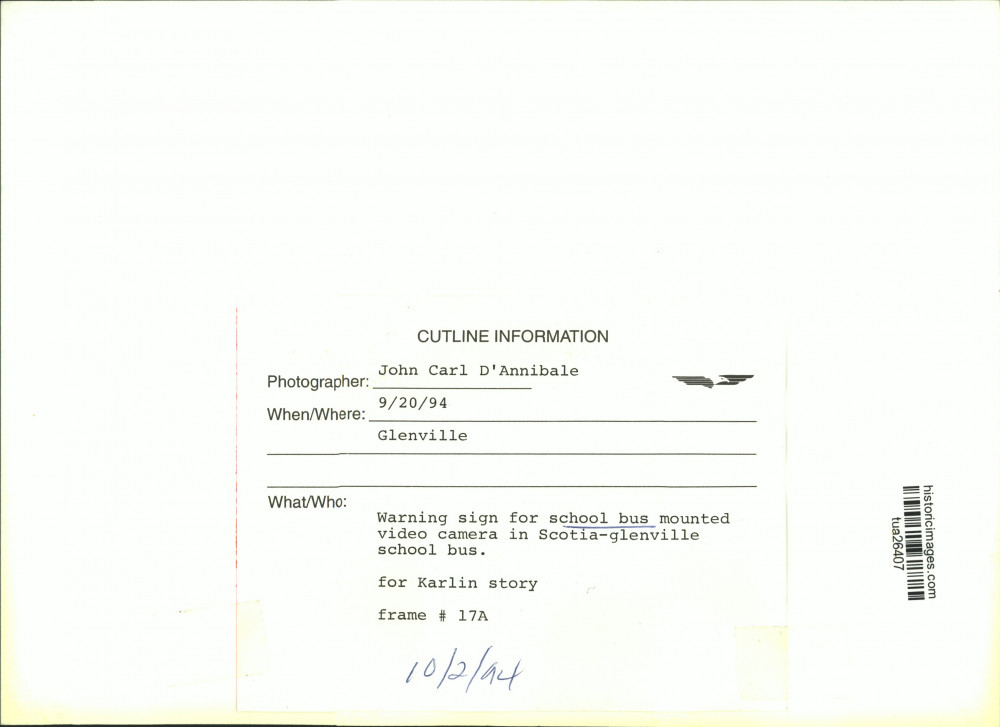 CUTLINE INFORMATION
Photographer: John Carl D'Annibale
When/Where: 9/20/94
Glenville
What/Who:
Warning sign for school bus mounted
video camera in Scotia-glenville
school bus.
for Karlin story
frame # 17A
10/2/94
historicimages.com
tua26407